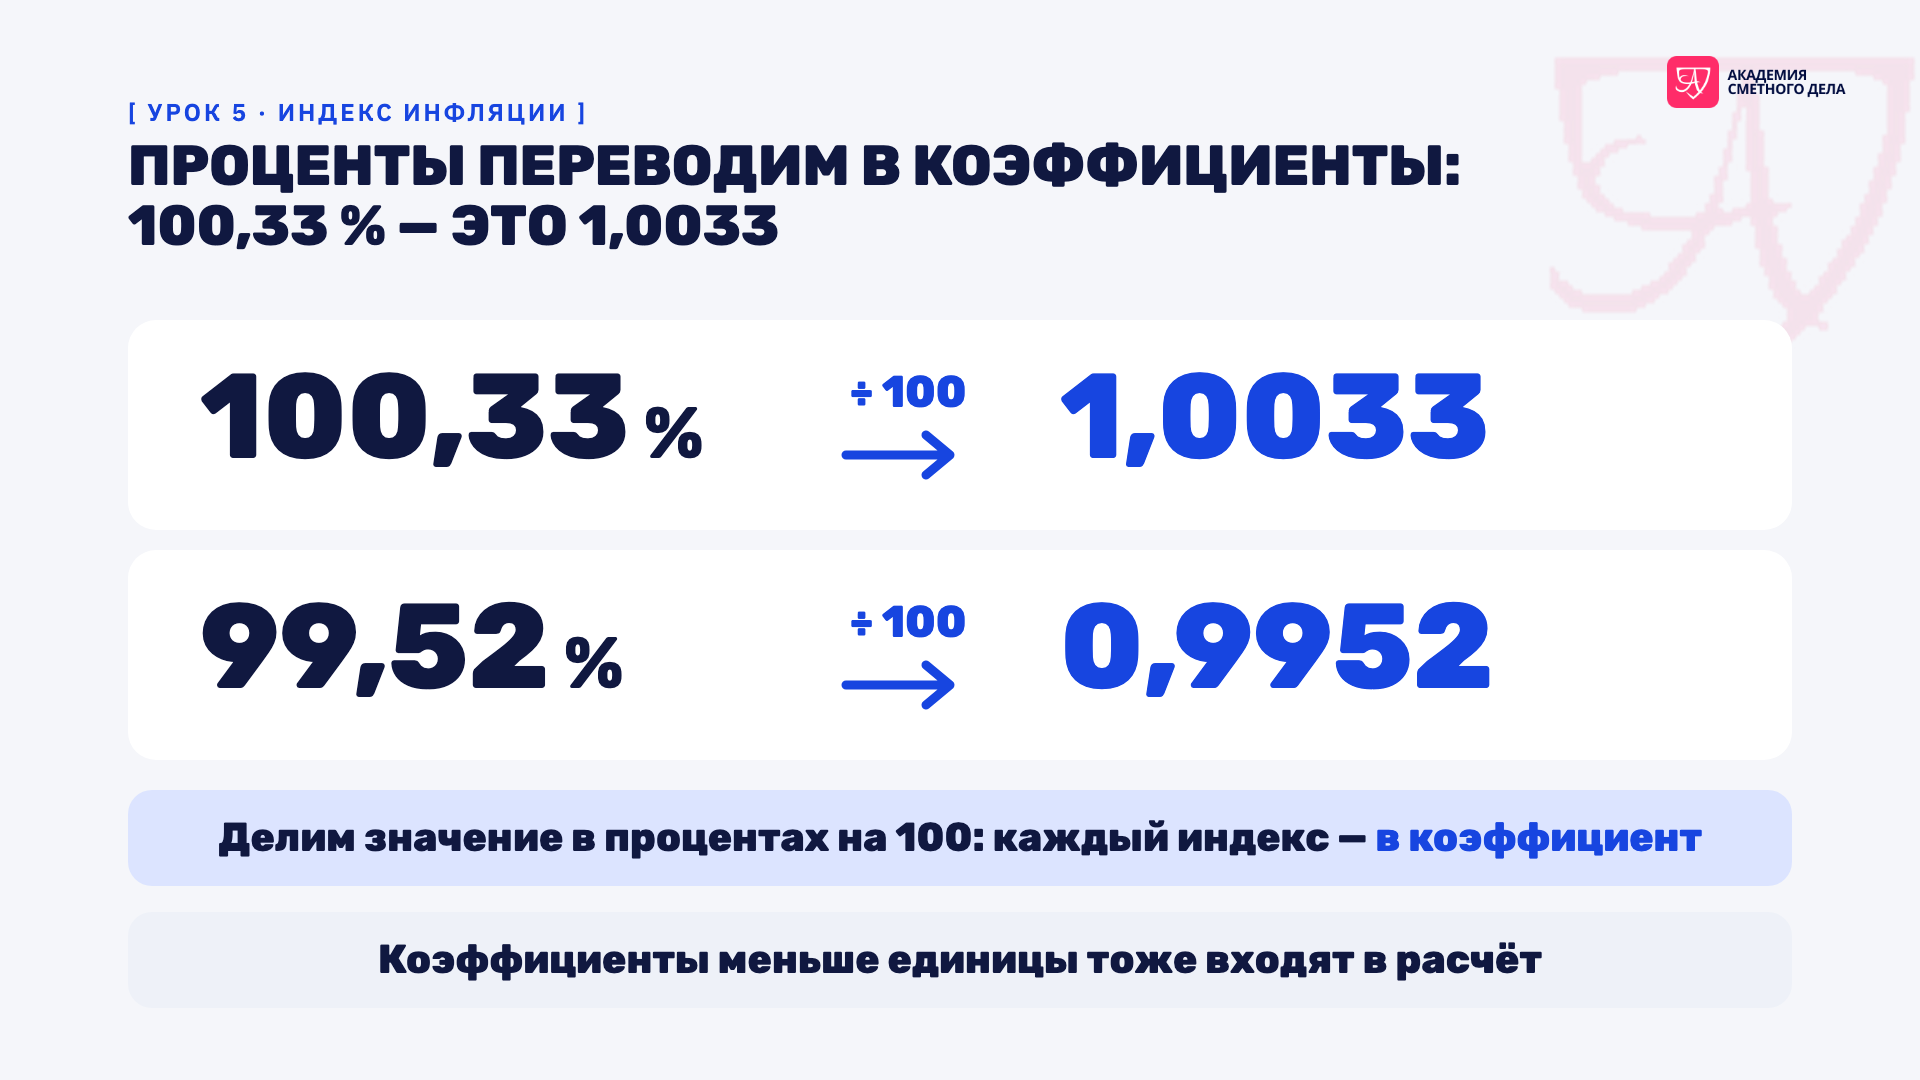 АКАДЕМИЯ
СМЕТНОГО ДЕЛА
[ УРОК 5 · ИНДЕКС ИНФЛЯЦИИ ]
ПРОЦЕНТЫ ПЕРЕВОДИМ В КОЭФФИЦИЕНТЫ:
100,33 % — ЭТО 1,0033
100,33 % ÷ 100 → 1,0033
99,52 % ÷ 100 → 0,9952
Делим значение в процентах на 100: каждый индекс — в коэффициент
Коэффициенты меньше единицы тоже входят в расчёт